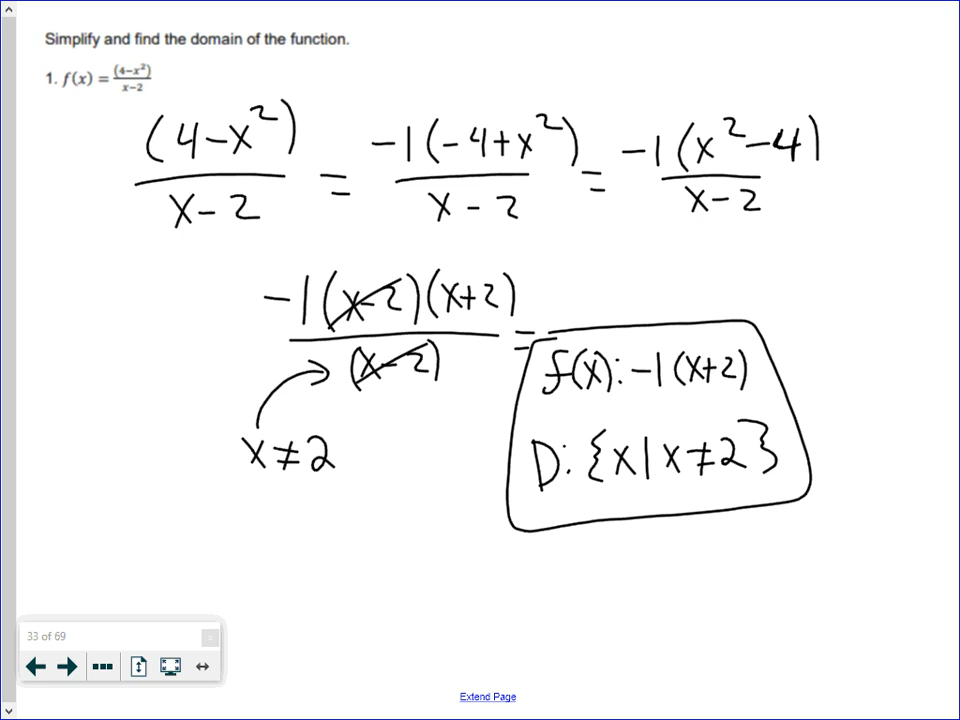 Simplify and find the domain of the function.
1. f(x) = (4−x²)/x−2
(4−x²)/x−2 = −1(−4+x²)/x−2 = −1(x²−4)/x−2
−1(x−2)(x+2)/(x−2) =
f(x): −1(x+2)
x≠2
D: {x|x≠2}
33 of 69
Extend Page